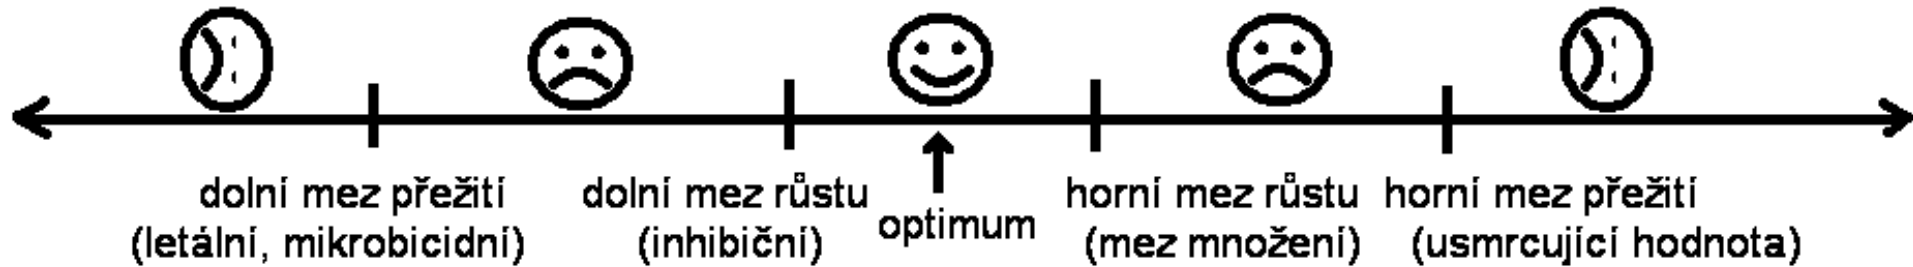 dolní mez přežití
(letální, mikrobicidní)
dolní mez růstu
(inhibiční)
optimum
horní mez růstu
(mez množení)
horní mez přežití
(usmrcující hodnota)